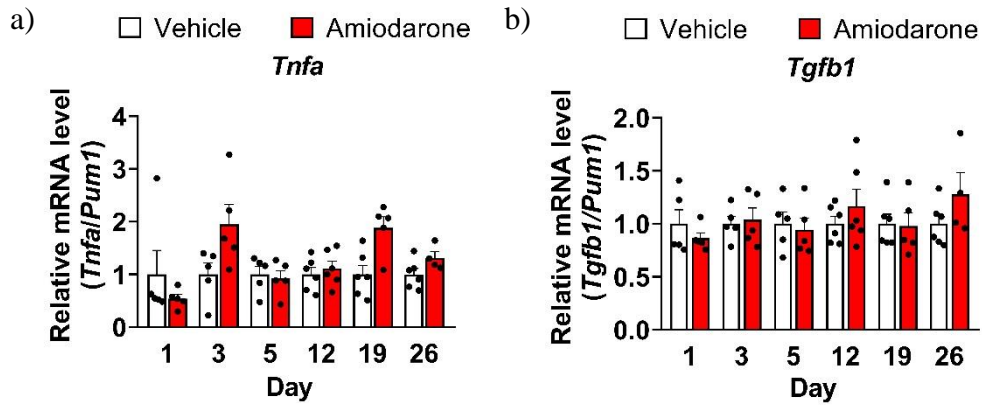 a)
Vehicle Amiodarone
Tnfa
Relative mRNA level
(Tnfa/Pum1)
4
3
2
1
0
1 3 5 12 19 26
Day
b)
Vehicle Amiodarone
Tgfb1
Relative mRNA level
(Tgfb1/Pum1)
2.0
1.5
1.0
0.5
0.0
1 3 5 12 19 26
Day